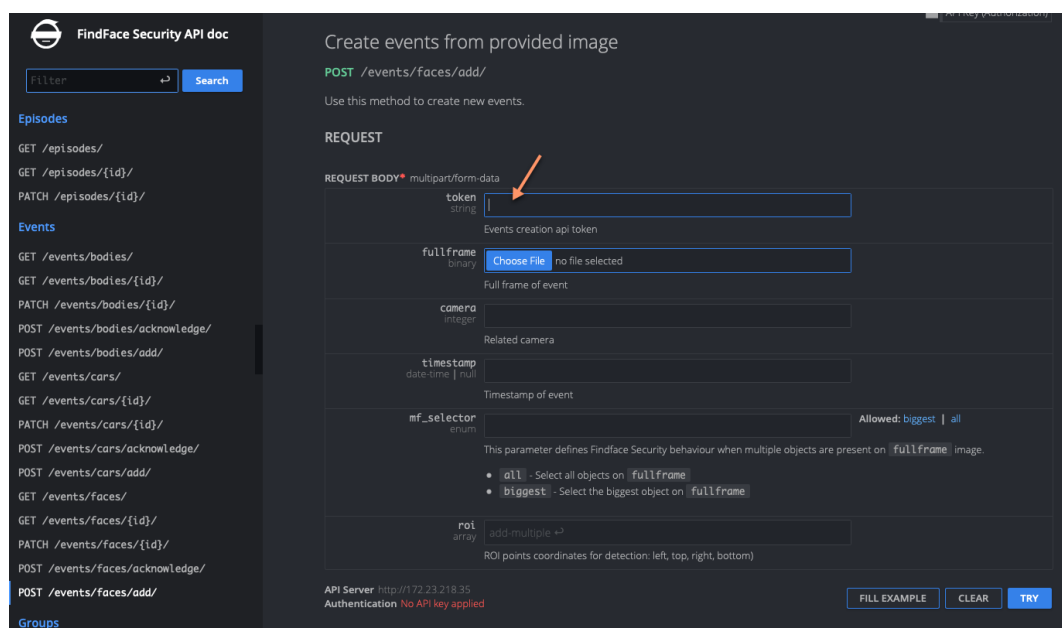 FindFace Security API doc
Filter
Search
Episodes
GET /episodes/
GET /episodes/{id}/
PATCH /episodes/{id}/
Events
GET /events/bodies/
GET /events/bodies/{id}/
PATCH /events/bodies/{id}/
POST /events/bodies/acknowledge/
POST /events/bodies/add/
GET /events/cars/
GET /events/cars/{id}/
PATCH /events/cars/{id}/
POST /events/cars/acknowledge/
POST /events/cars/add/
GET /events/faces/
GET /events/faces/{id}/
PATCH /events/faces/{id}/
POST /events/faces/acknowledge/
POST /events/faces/add/
Groups
API Key (Authorization)
Create events from provided image
POST /events/faces/add/
Use this method to create new events.
REQUEST
REQUEST BODY* multipart/form-data
token
string
Events creation api token
fullframe
binary
Choose File no file selected
Full frame of event
camera
integer
Related camera
timestamp
date-time | null
Timestamp of event
mf_selector
enum
Allowed: biggest | all
This parameter defines Findface Security behaviour when multiple objects are present on fullframe image.
• all - Select all objects on fullframe
• biggest - Select the biggest object on fullframe
roi
array
add-multiple ↩
ROI points coordinates for detection: left, top, right, bottom)
API Server http://172.23.218.35
Authentication No API key applied
FILL EXAMPLE
CLEAR
TRY